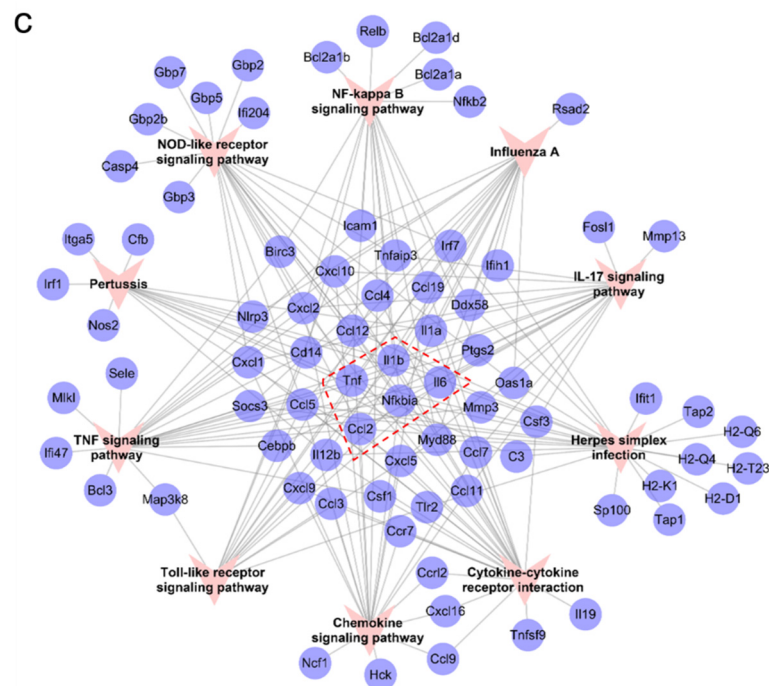 C
Relb
Bcl2a1b
Bcl2a1d
Bcl2a1a
Nfkb2
NF-kappa B
signaling pathway
Gbp7
Gbp2
Gbp5
Gbp2b
Ifi204
NOD-like receptor
signaling pathway
Casp4
Gbp3
Rsad2
Influenza A
Fosl1
Mmp13
IL-17 signaling
pathway
Itga5
Cfb
Irf1
Pertussis
Nos2
Icam1
Birc3
Tnfaip3
Irf7
Cxcl10
Ifih1
Ccl4
Ccl19
Nlrp3
Cxcl2
Ddx58
Ccl12
Il1a
Cxcl1
Cd14
Il1b
Ptgs2
Tnf
Il6
Oas1a
Socs3
Ccl5
Nfkbia
Mmp3
Csf3
Ccl2
Cebpb
Il12b
Myd88
Ccl7
C3
Cxcl5
Cxcl9
Ccl3
Csf1
Tlr2
Ccl11
Ccr7
Sele
Mlkl
TNF signaling
pathway
Ifi47
Bcl3
Map3k8
Ifit1
Tap2
H2-Q6
Herpes simplex
infection
H2-Q4
H2-T23
H2-K1
H2-D1
Sp100
Tap1
Toll-like receptor
signaling pathway
Ccrl2
Cytokine-cytokine
receptor interaction
Cxcl16
Il19
Chemokine
signaling pathway
Tnfsf9
Ncf1
Hck
Ccl9